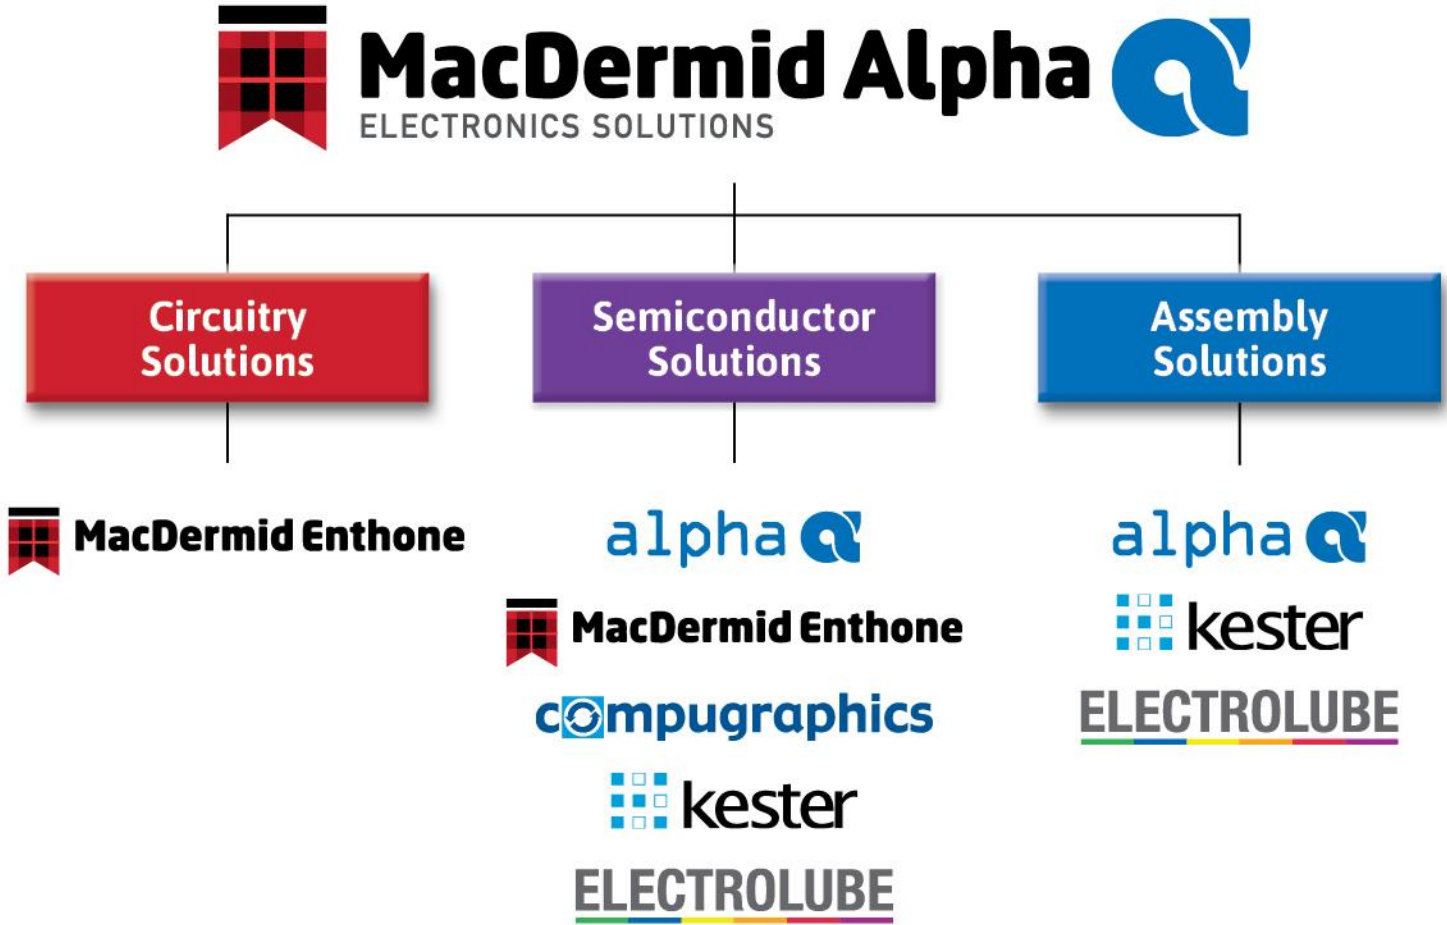 MacDermid Alpha
ELECTRONICS SOLUTIONS
Circuitry
Solutions
Semiconductor
Solutions
Assembly
Solutions
MacDermid Enthone
alpha
MacDermid Enthone
compugraphics
kester
ELECTROLUBE
alpha
kester
ELECTROLUBE